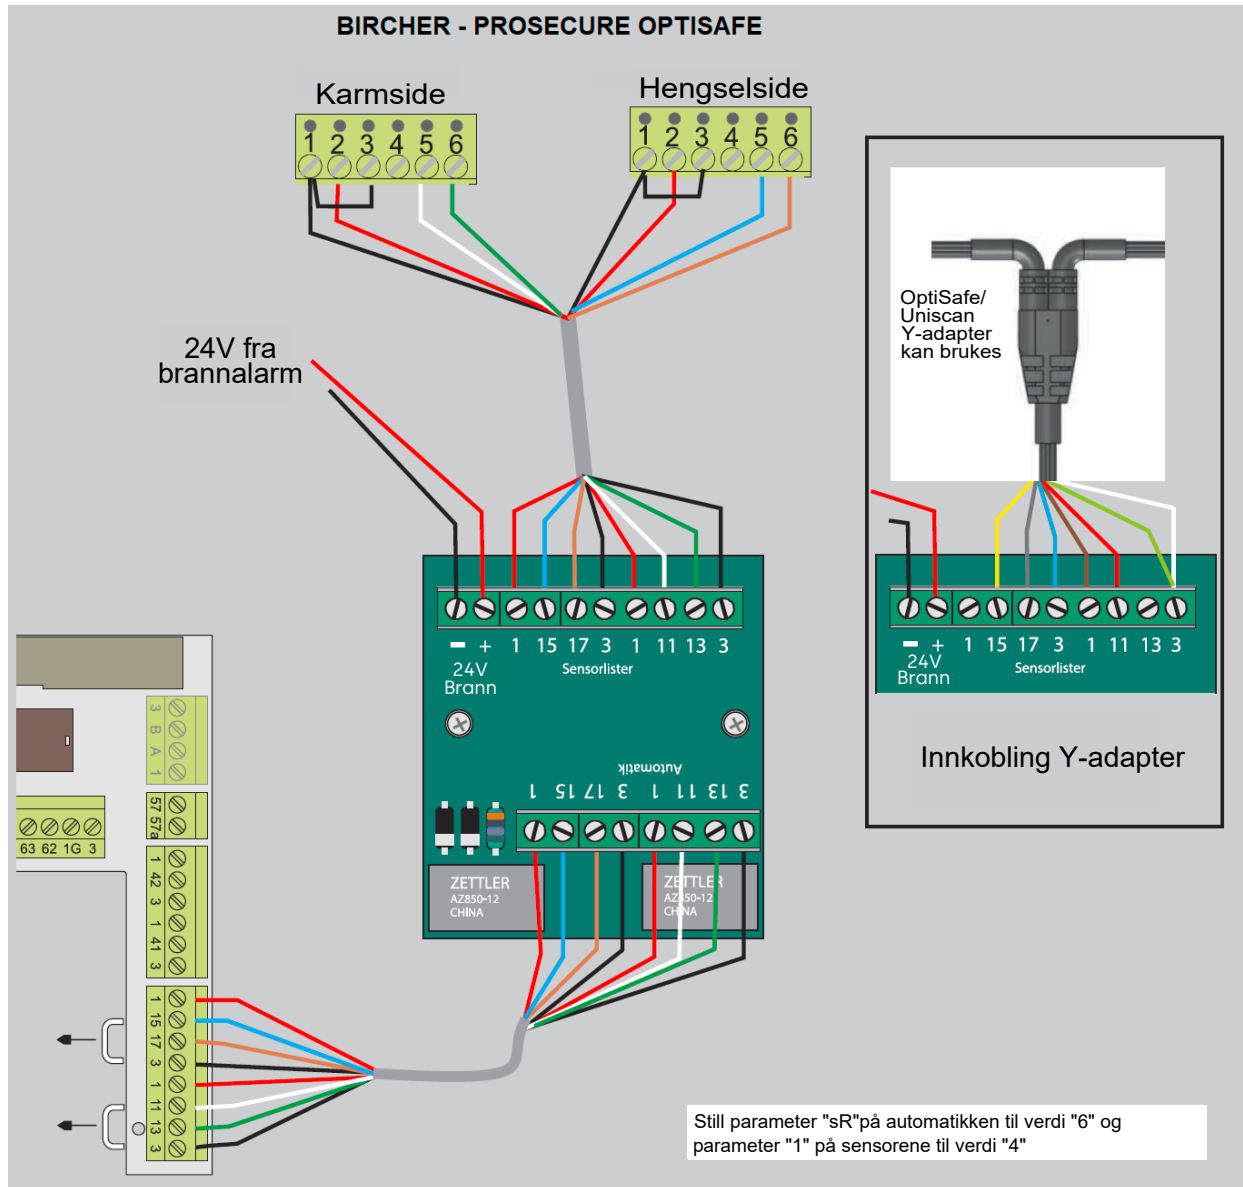 BIRCHER - PROSECURE OPTISAFE
Karmside
1 2 3 4 5 6
Hengselside
1 2 3 4 5 6
24V fra
brannalarm
OptiSafe/
Uniscan
Y-adapter
kan brukes
– + 1 15 17 3 1 11 13 3
24V
Brann
Sensorlister
Innkobling Y-adapter
– + 1 15 17 3 1 11 13 3
24V
Brann
Sensorlister
Automatik
1 15 17 3 1 11 13 3
ZETTLER
AZ850-12
CHINA
ZETTLER
AZ850-12
CHINA
3 B A 1
57 57a
63 62 1G 3
1 42 3 1 41 3
1 15 17 3 1 11 13 3
Still parameter "sR"på automatikken til verdi "6" og
parameter "1" på sensorene til verdi "4"